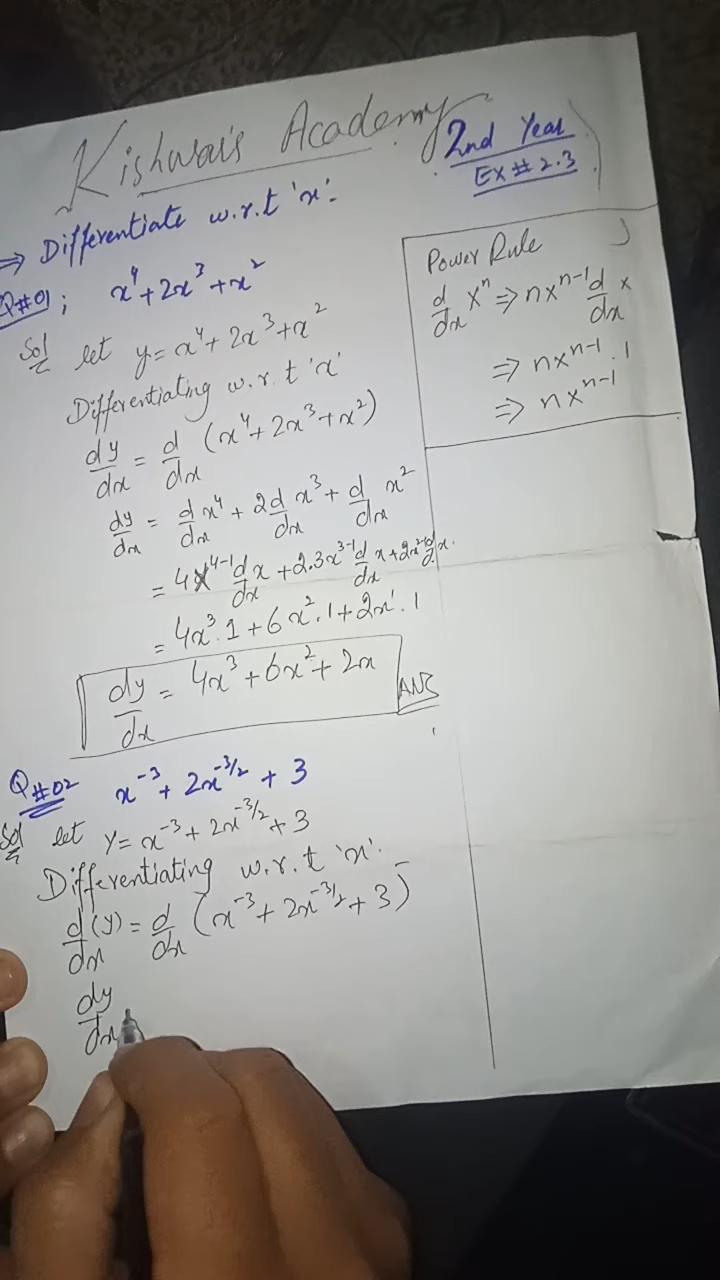 Kishwar's Academy
2nd Year
Ex # 2.3
⇒ Differentiate w.r.t 'x':
Q#01; x⁴+2x³+x²
Sol let y=x⁴+2x³+x²
Differentiating w.r.t 'x'
dy/dx = d/dx (x⁴+2x³+x²)
dy/dx = d/dx x⁴ + 2d/dx x³ + d/dx x²
= 4x⁴⁻¹ d/dx x + 2.3x³⁻¹ d/dx x + 2x²⁻¹ d/dx x.
= 4x³.1+6x².1+2x¹.1
dy/dx = 4x³+6x²+2x ANS
Power Rule
d/dx xⁿ ⇒ nxⁿ⁻¹ d/dx x
⇒ nxⁿ⁻¹.1
⇒ nxⁿ⁻¹
Q#02 x⁻³ + 2x^(-3/2) + 3
Sol let y= x⁻³ + 2x^(-3/2) + 3
Differentiating w.r.t 'x'.
d/dx (y) = d/dx (x⁻³ + 2x^(-3/2) + 3)
dy/dx